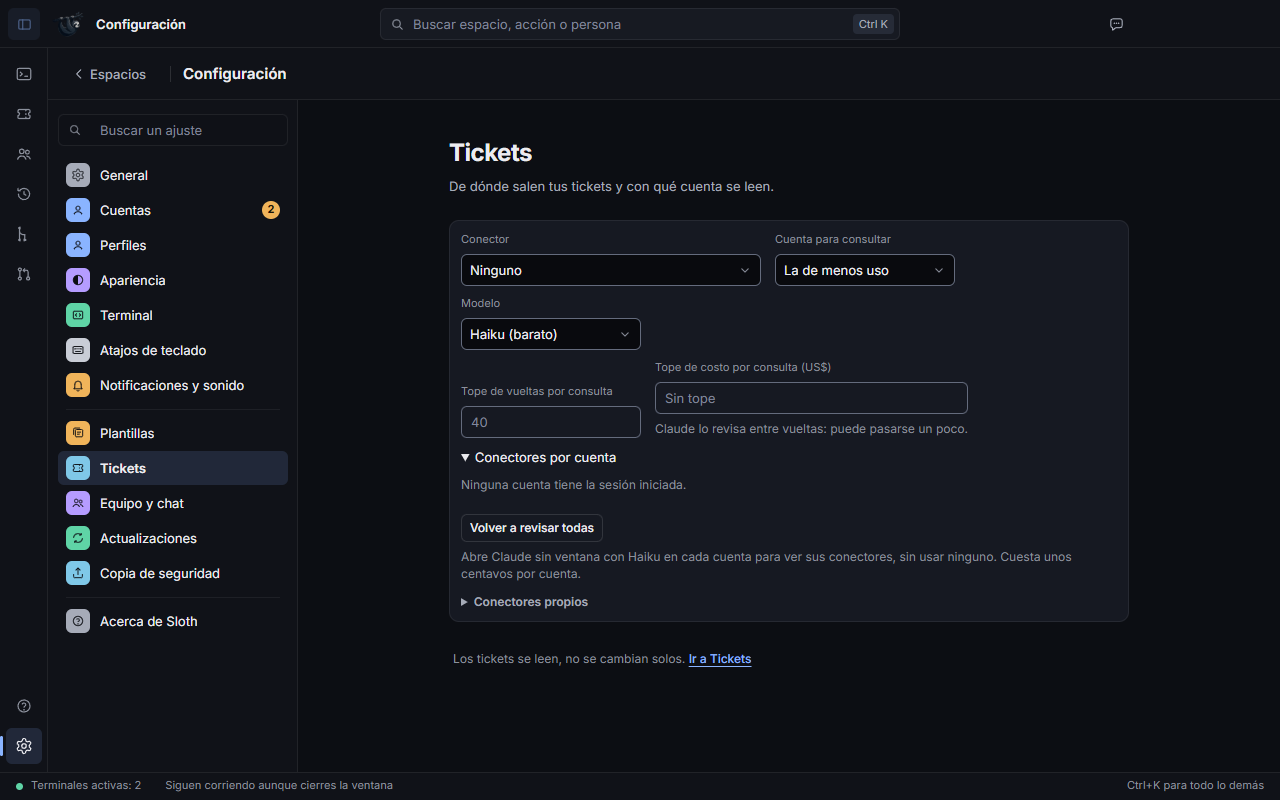 Configuración
Buscar espacio, acción o persona
Ctrl K
Espacios
Configuración
Buscar un ajuste
General
Cuentas
2
Perfiles
Apariencia
Terminal
Atajos de teclado
Notificaciones y sonido
Plantillas
Tickets
Equipo y chat
Actualizaciones
Copia de seguridad
Acerca de Sloth
Tickets
De dónde salen tus tickets y con qué cuenta se leen.
Conector
Cuenta para consultar
Ninguno
La de menos uso
Modelo
Haiku (barato)
Tope de vueltas por consulta
Tope de costo por consulta (US$)
40
Sin tope
Claude lo revisa entre vueltas: puede pasarse un poco.
Conectores por cuenta
Ninguna cuenta tiene la sesión iniciada.
Volver a revisar todas
Abre Claude sin ventana con Haiku en cada cuenta para ver sus conectores, sin usar ninguno. Cuesta unos
centavos por cuenta.
Conectores propios
Los tickets se leen, no se cambian solos. Ir a Tickets
Terminales activas: 2
Siguen corriendo aunque cierres la ventana
Ctrl+K para todo lo demás